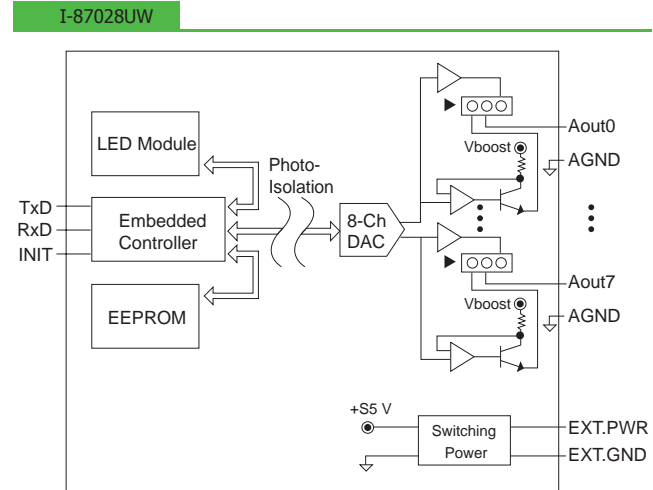 I-87028UW
LED Module
Photo-
Isolation
Vboost
Aout0
AGND
TxD
RxD
INIT
Embedded
Controller
8-Ch
DAC
EEPROM
Vboost
Aout7
AGND
+S5 V
Switching
Power
EXT.PWR
EXT.GND